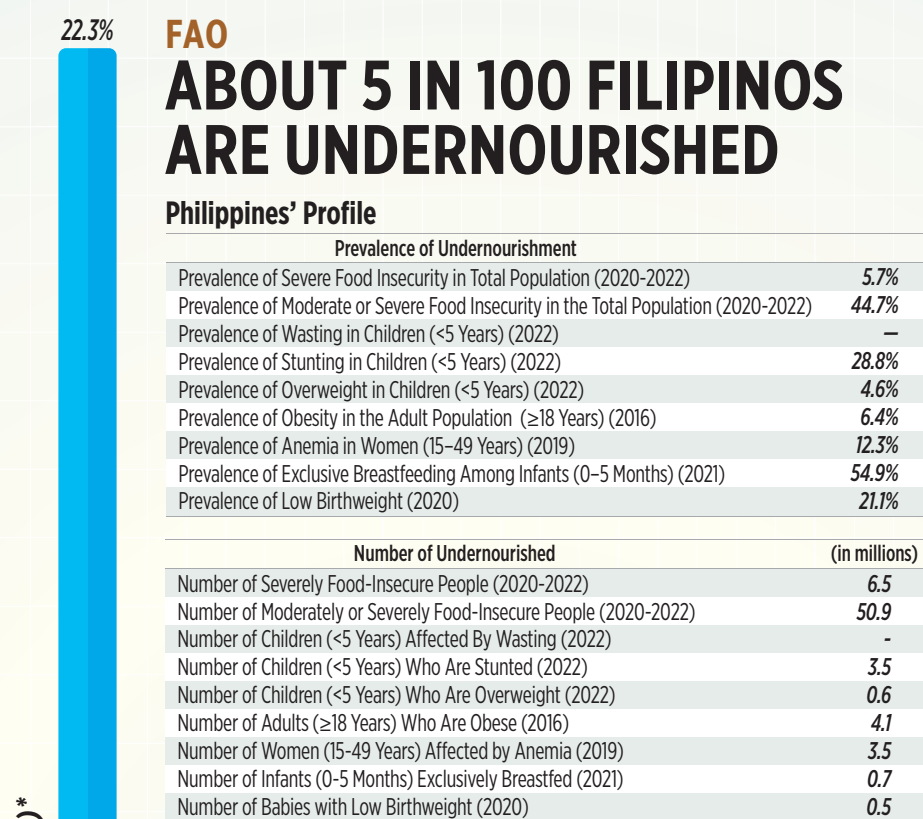 22.3%
FAO
ABOUT 5 IN 100 FILIPINOS
ARE UNDERNOURISHED
Philippines’ Profile
Prevalence of Undernourishment
Prevalence of Severe Food Insecurity in Total Population (2020-2022) 5.7%
Prevalence of Moderate or Severe Food Insecurity in the Total Population (2020-2022) 44.7%
Prevalence of Wasting in Children (<5 Years) (2022) –
Prevalence of Stunting in Children (<5 Years) (2022) 28.8%
Prevalence of Overweight in Children (<5 Years) (2022) 4.6%
Prevalence of Obesity in the Adult Population (≥18 Years) (2016) 6.4%
Prevalence of Anemia in Women (15–49 Years) (2019) 12.3%
Prevalence of Exclusive Breastfeeding Among Infants (0–5 Months) (2021) 54.9%
Prevalence of Low Birthweight (2020) 21.1%
Number of Undernourished (in millions)
Number of Severely Food-Insecure People (2020-2022) 6.5
Number of Moderately or Severely Food-Insecure People (2020-2022) 50.9
Number of Children (<5 Years) Affected By Wasting (2022) -
Number of Children (<5 Years) Who Are Stunted (2022) 3.5
Number of Children (<5 Years) Who Are Overweight (2022) 0.6
Number of Adults (≥18 Years) Who Are Obese (2016) 4.1
Number of Women (15-49 Years) Affected by Anemia (2019) 3.5
Number of Infants (0-5 Months) Exclusively Breastfed (2021) 0.7
Number of Babies with Low Birthweight (2020) 0.5